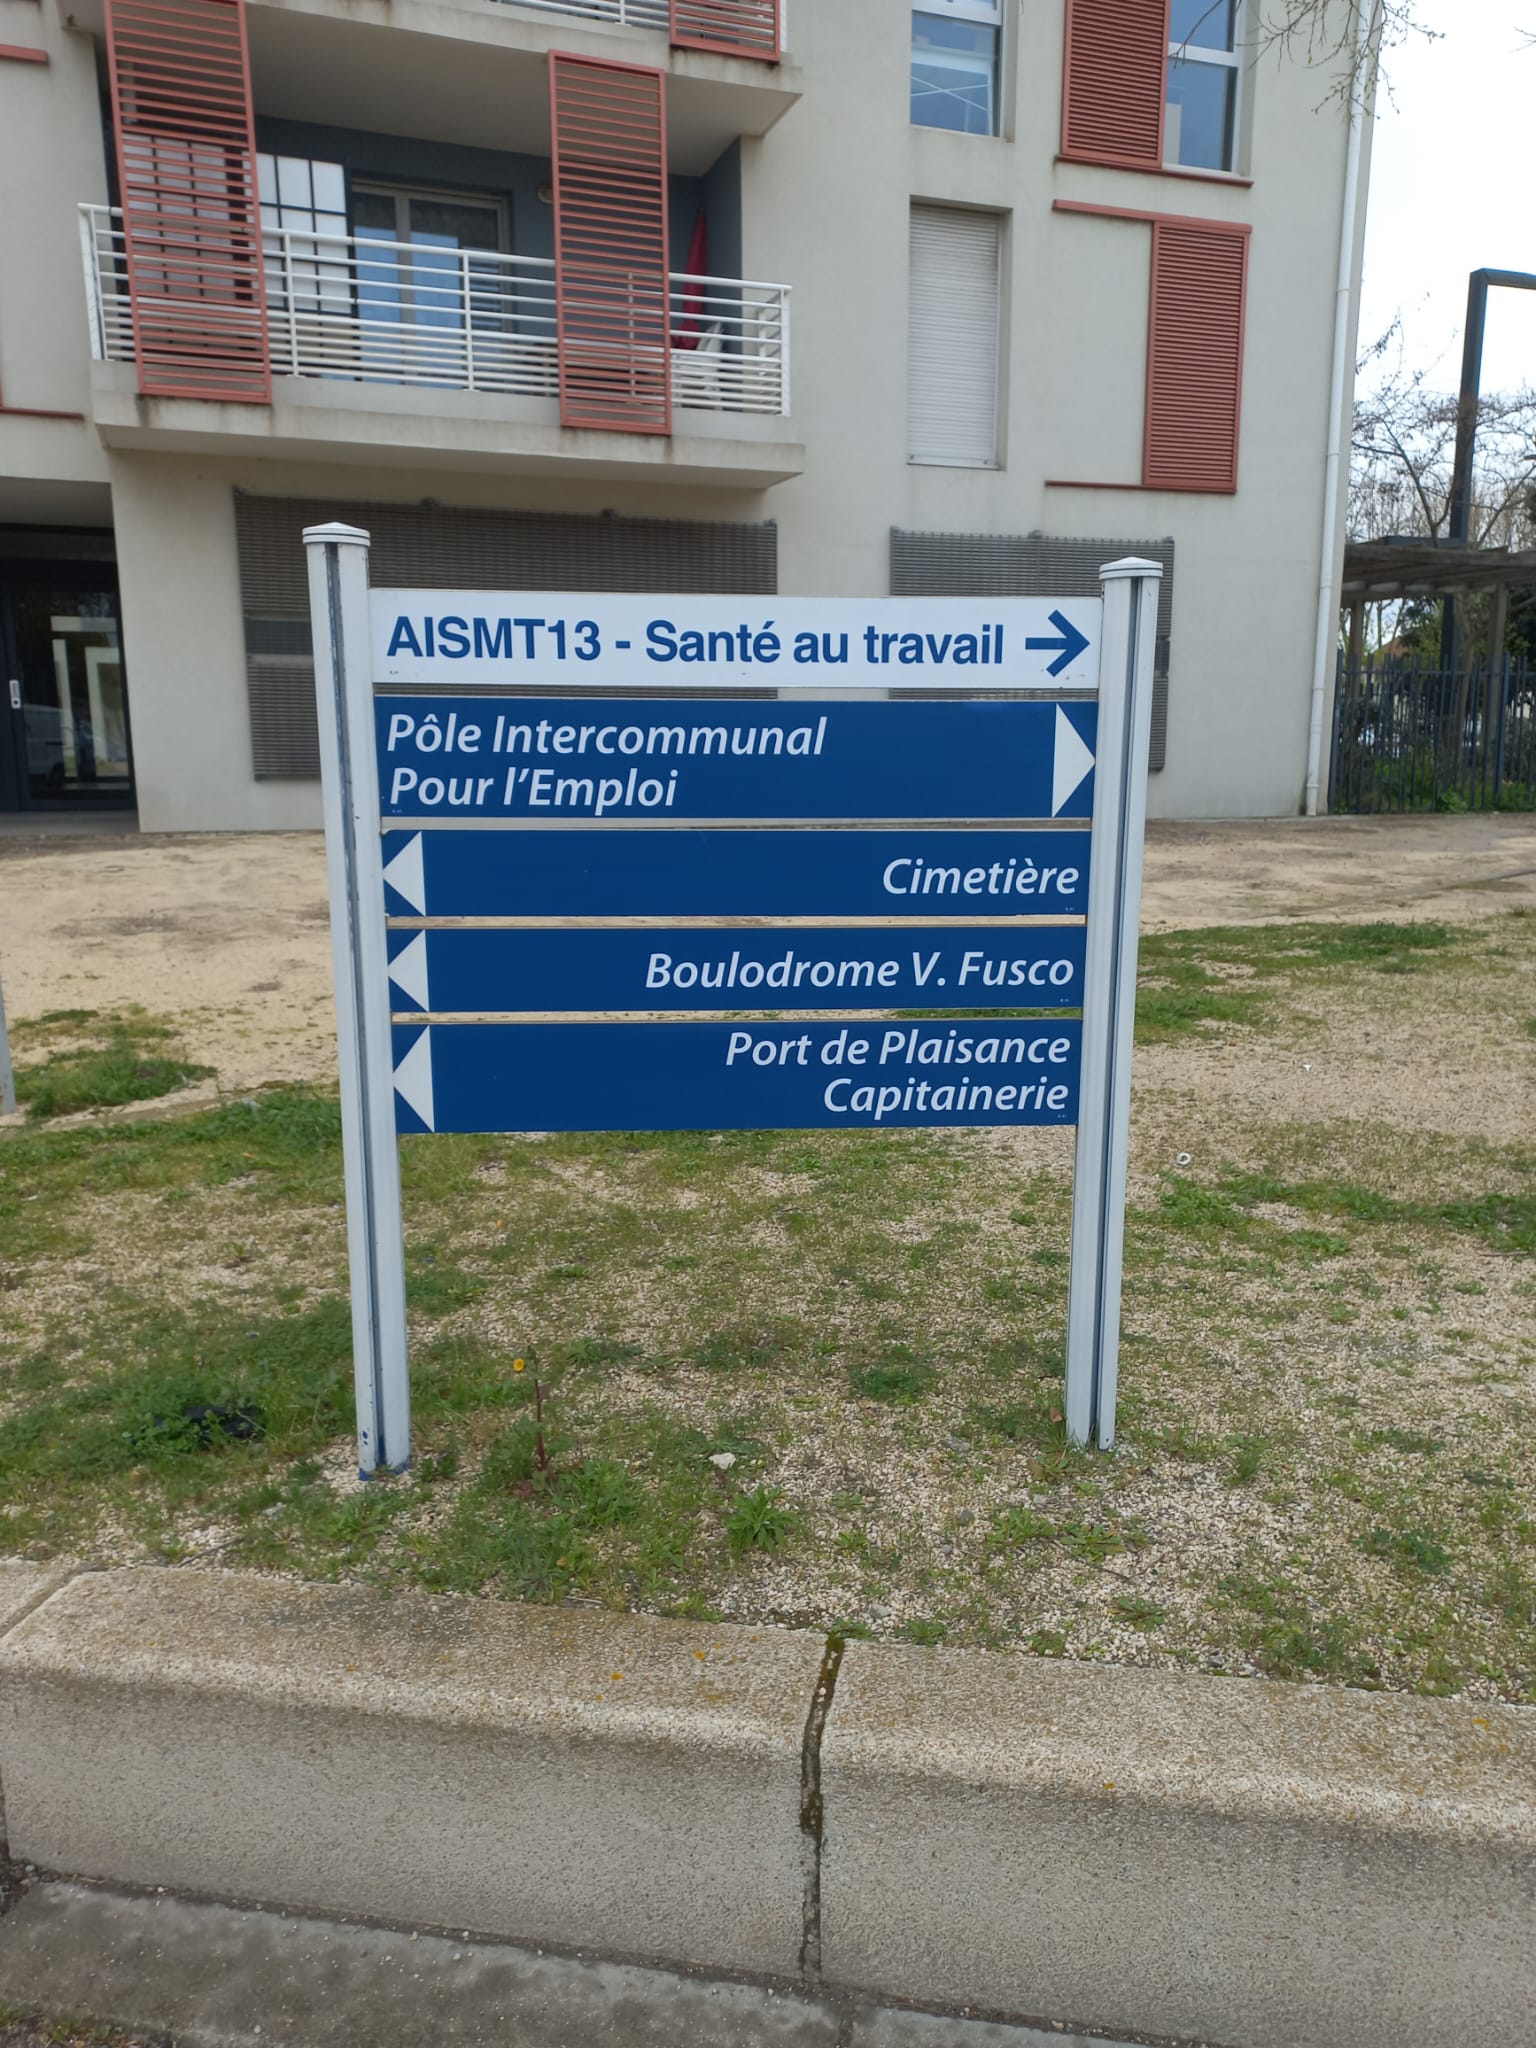 AISMT13 - Santé au travail
Pôle Intercommunal
Pour l'Emploi
Cimetière
Boulodrome V. Fusco
Port de Plaisance
Capitainerie